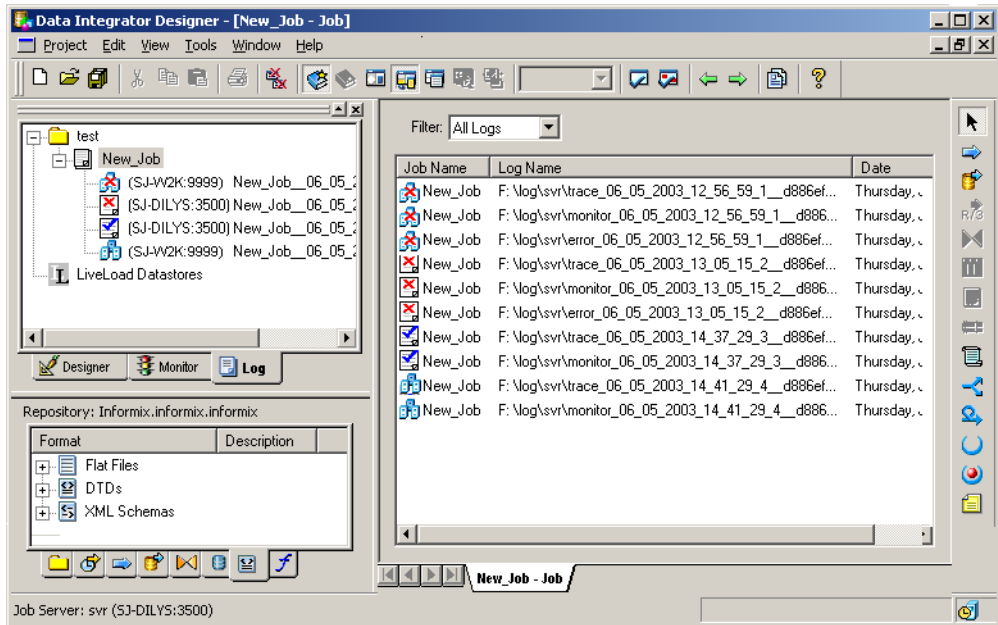 Data Integrator Designer - [New_Job - Job]
Project Edit View Tools Window Help
test
New_Job
(SJ-W2K:9999) New_Job__06_05_2
(SJ-DILYS:3500) New_Job__06_05_2
(SJ-DILYS:3500) New_Job__06_05_2
(SJ-W2K:9999) New_Job__06_05_2
LiveLoad Datastores
Designer Monitor Log
Repository: Informix.informix.informix
Format Description
Flat Files
DTDs
XML Schemas
Filter: All Logs
Job Name Log Name Date
New_Job F:\log\svr\trace_06_05_2003_12_56_59_1__d886ef... Thursday,
New_Job F:\log\svr\monitor_06_05_2003_12_56_59_1__d886... Thursday,
New_Job F:\log\svr\error_06_05_2003_12_56_59_1__d886ef... Thursday,
New_Job F:\log\svr\trace_06_05_2003_13_05_15_2__d886ef... Thursday,
New_Job F:\log\svr\monitor_06_05_2003_13_05_15_2__d886... Thursday,
New_Job F:\log\svr\error_06_05_2003_13_05_15_2__d886ef... Thursday,
New_Job F:\log\svr\trace_06_05_2003_14_37_29_3__d886ef... Thursday,
New_Job F:\log\svr\monitor_06_05_2003_14_37_29_3__d886... Thursday,
New_Job F:\log\svr\trace_06_05_2003_14_41_29_4__d886ef... Thursday,
New_Job F:\log\svr\monitor_06_05_2003_14_41_29_4__d886... Thursday,
R/3
New_Job - Job
Job Server: svr (SJ-DILYS:3500)